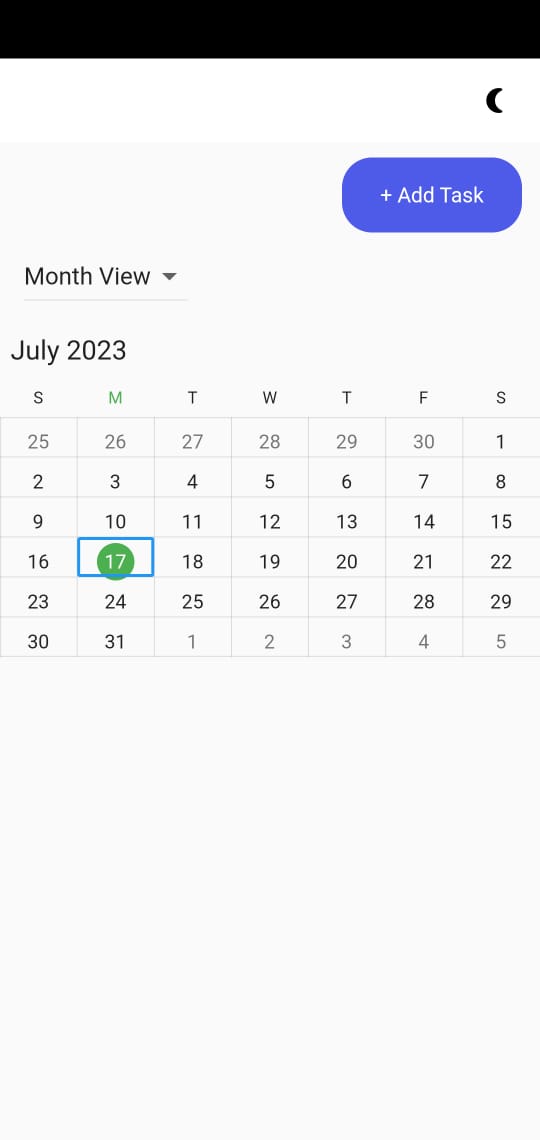 + Add Task
Month View
July 2023
S M T W T F S
25 26 27 28 29 30 1
2 3 4 5 6 7 8
9 10 11 12 13 14 15
16 17 18 19 20 21 22
23 24 25 26 27 28 29
30 31 1 2 3 4 5